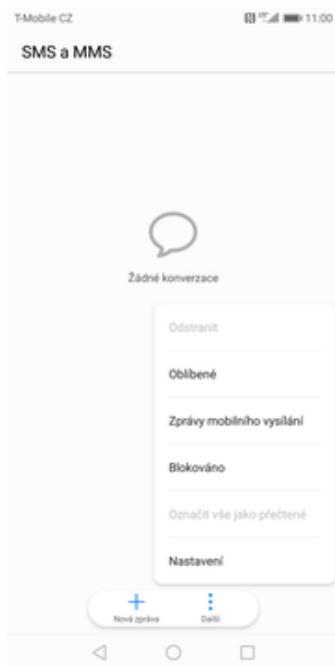 T-Mobile CZ 11:00
SMS a MMS
Žádné konverzace
Odstranit
Oblíbené
Zprávy mobilního vysílání
Blokováno
Označit vše jako přečtené
Nastavení
Nová zpráva Další